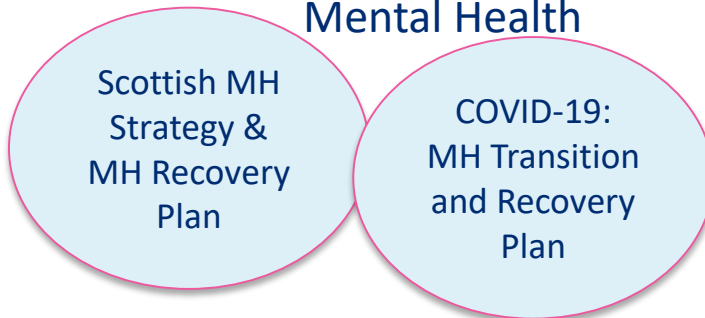 Mental Health
Scottish MH
Strategy &
MH Recovery
Plan
COVID-19:
MH Transition
and Recovery
Plan